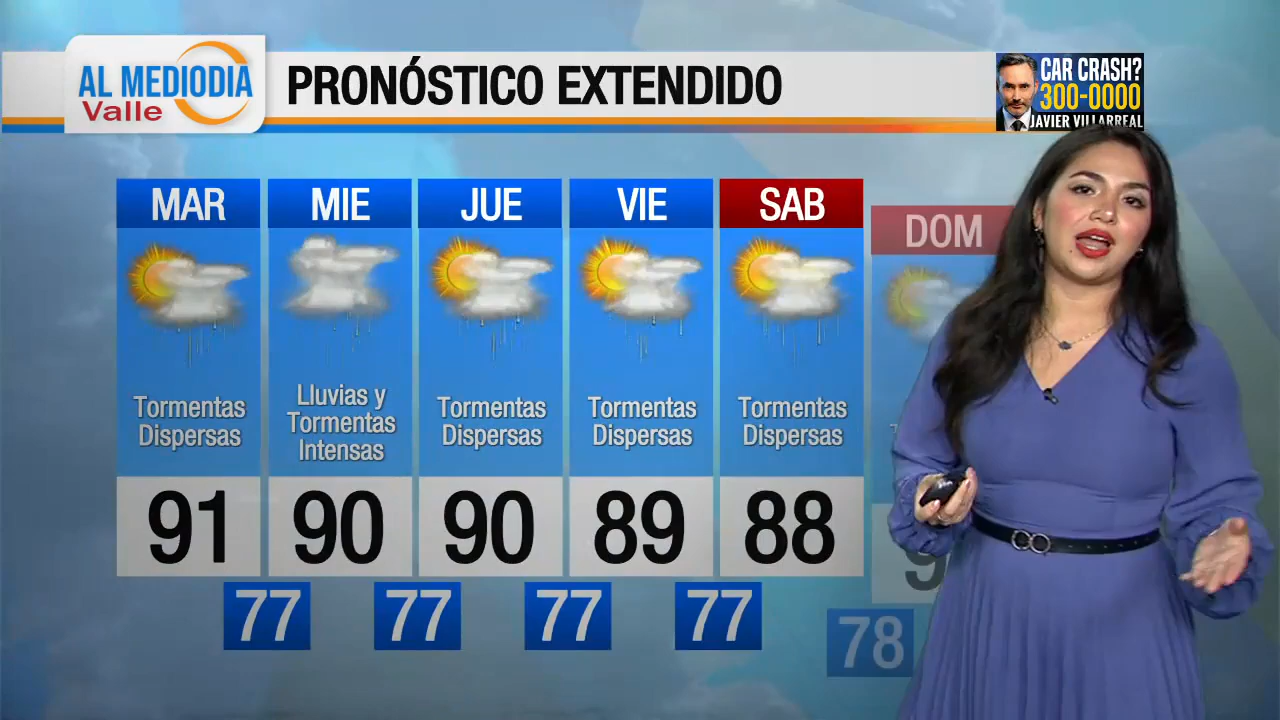 AL MEDIODIA
Valle
PRONÓSTICO EXTENDIDO
CAR CRASH?
300-0000
JAVIER VILLARREAL
MAR
MIE
JUE
VIE
SAB
DOM
Tormentas
Dispersas
Lluvias y
Tormentas
Intensas
Tormentas
Dispersas
Tormentas
Dispersas
Tormentas
Dispersas
91
90
90
89
88
77
77
77
77
78